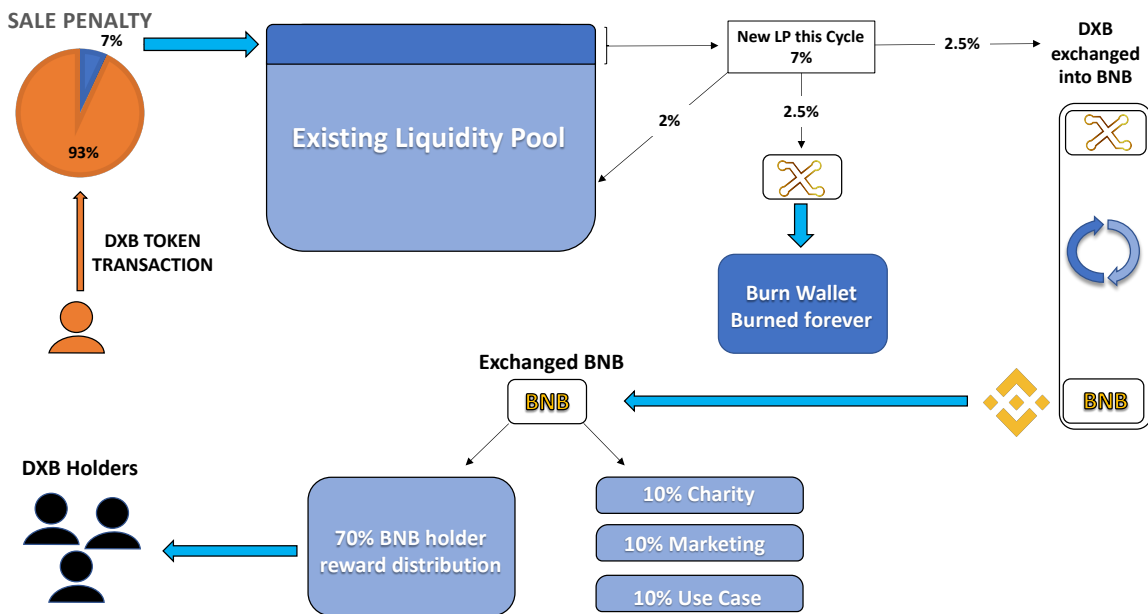 SALE PENALTY
7%
93%
DXB TOKEN
TRANSACTION
Existing Liquidity Pool
New LP this Cycle
7%
2.5%
2%
2.5%
DXB
exchanged
into BNB
Burn Wallet
Burned forever
BNB
Exchanged BNB
BNB
DXB Holders
70% BNB holder
reward distribution
10% Charity
10% Marketing
10% Use Case